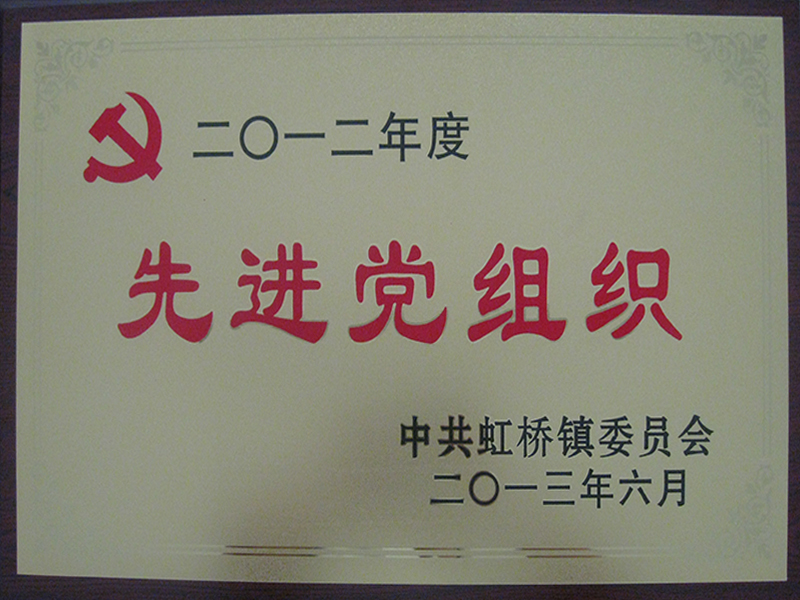 二〇一二年度
先进党组织
中共虹桥镇委员会
二〇一三年六月